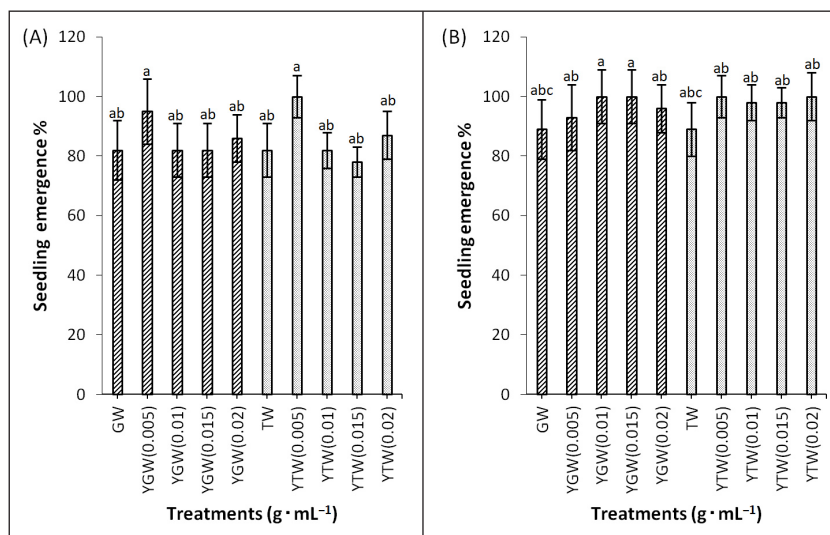 (A)
Seedling emergence %
120
100
80
60
40
20
0
ab
a
ab
ab
ab
ab
a
ab
ab
ab
GW
YGW(0.005)
YGW(0.01)
YGW(0.015)
YGW(0.02)
TW
YTW(0.005)
YTW(0.01)
YTW(0.015)
YTW(0.02)
Treatments (g · mL⁻¹)
(B)
Seedling emergence %
120
100
80
60
40
20
0
abc
ab
a
a
ab
abc
ab
ab
ab
ab
GW
YGW(0.005)
YGW(0.01)
YGW(0.015)
YGW(0.02)
TW
YTW(0.005)
YTW(0.01)
YTW(0.015)
YTW(0.02)
Treatments (g · mL⁻¹)